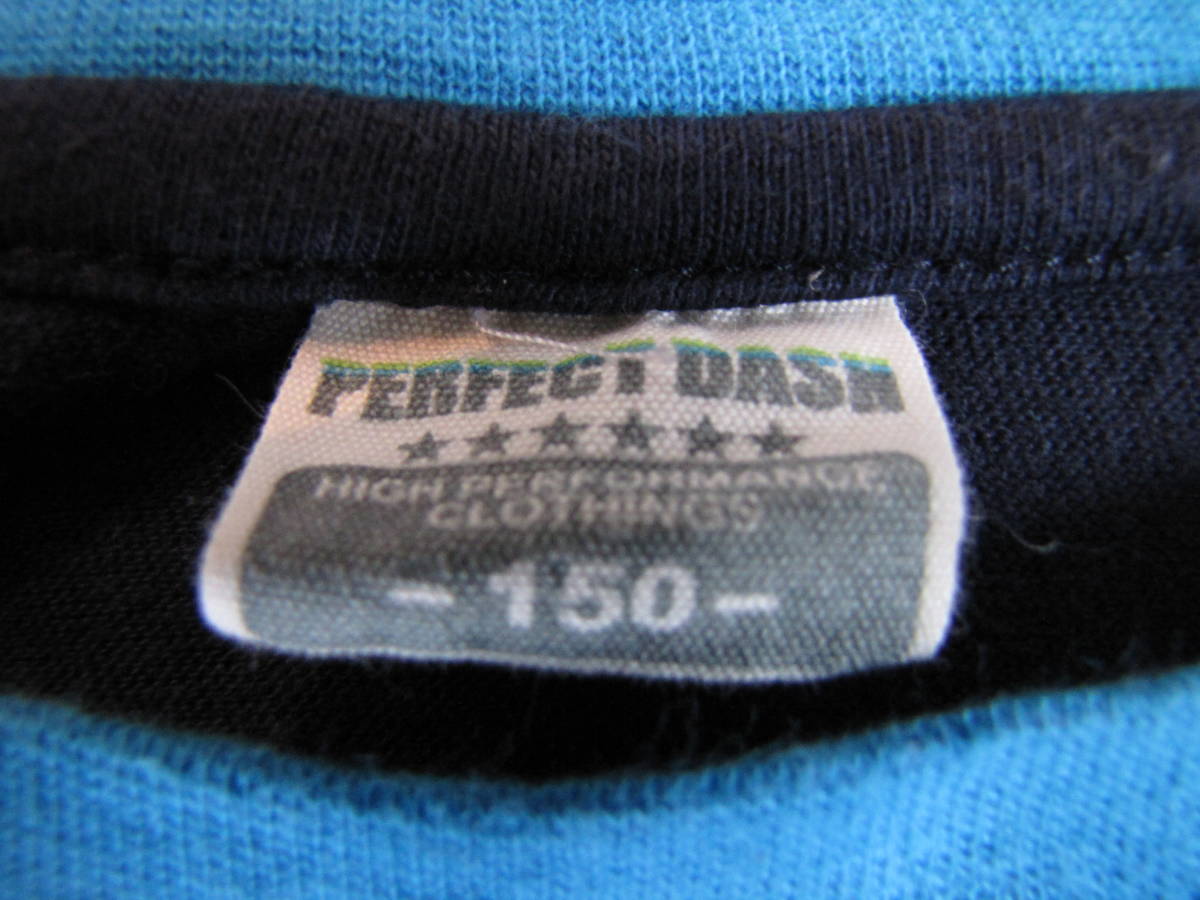 PERFECT DASH
★★★★★★
HIGH PERFORMANCE
CLOTHINGS
-150-